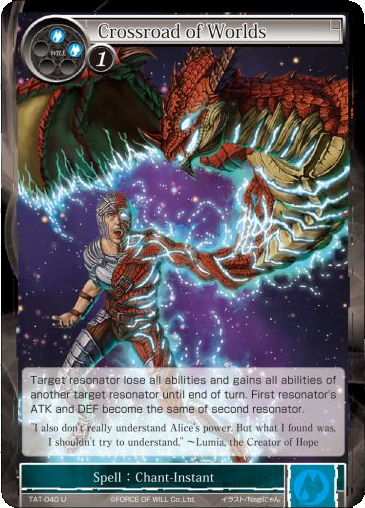 Crossroad of Worlds
WILL
1
Target resonator lose all abilities and gains all abilities of
another target resonator until end of turn. First resonator's
ATK and DEF become the same of second resonator.
"I also don't really understand Alice's power. But what I found was,
I shouldn't try to understand." ~Lumia, the Creator of Hope
Spell : Chant-Instant
TAT-040 U
©FORCE OF WILL Co.,Ltd.
イラスト/Nagiにゃん